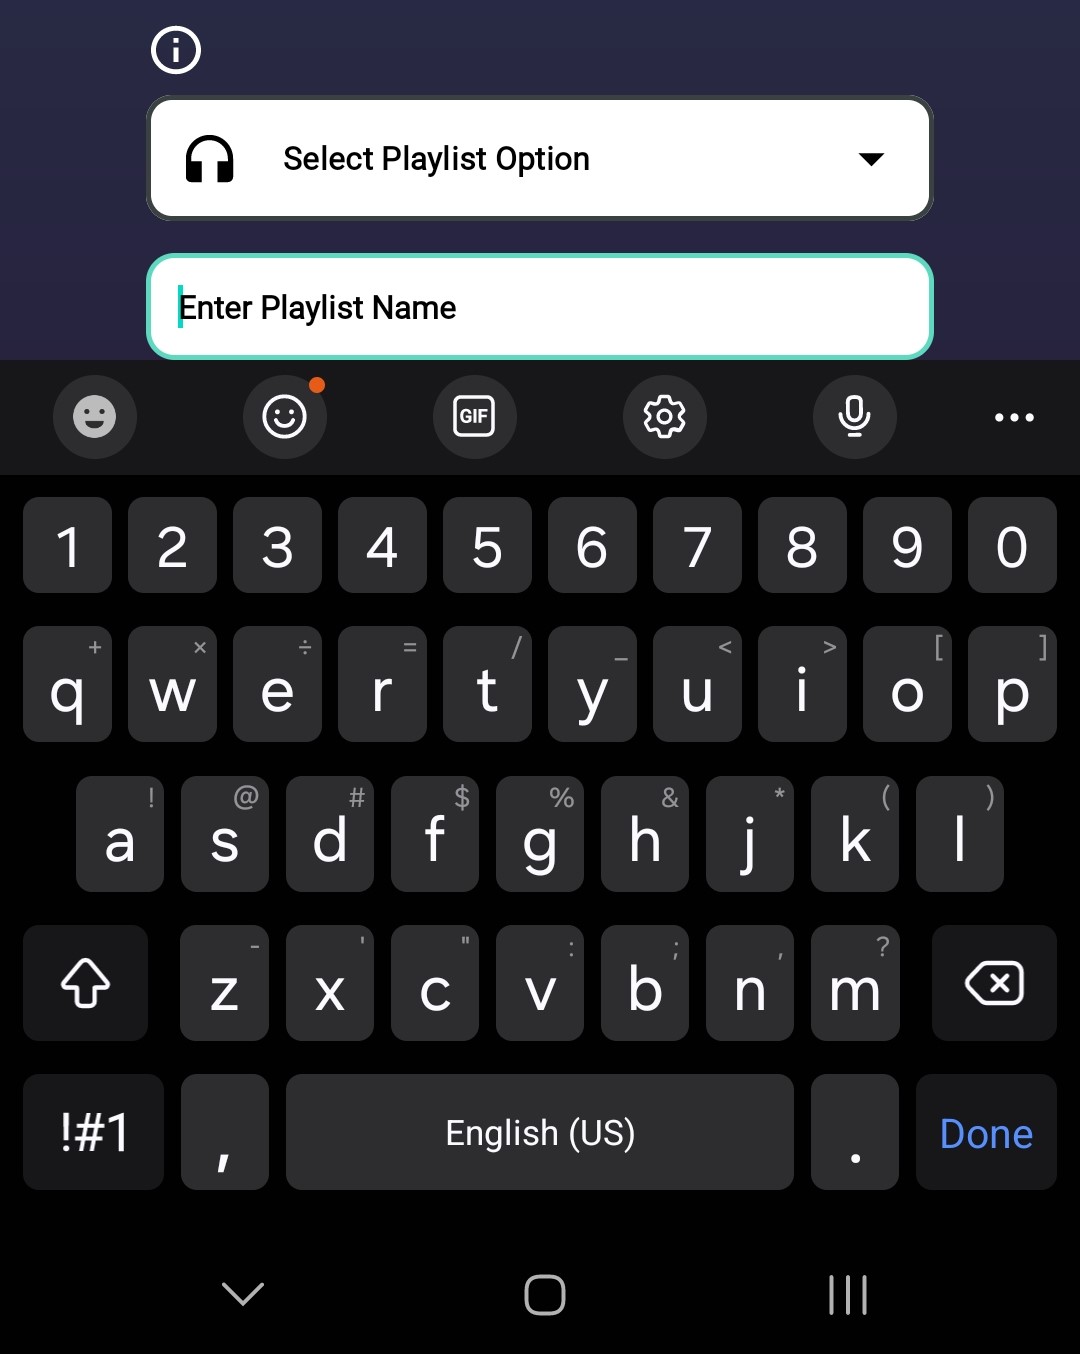 Select Playlist Option
Enter Playlist Name
GIF
1 2 3 4 5 6 7 8 9 0
+ × ÷ = / _ < > [ ]
q w e r t y u i o p
! @ # $ % & * ( )
a s d f g h j k l
- ' " : ; , ?
z x c v b n m
!#1 , English (US) . Done